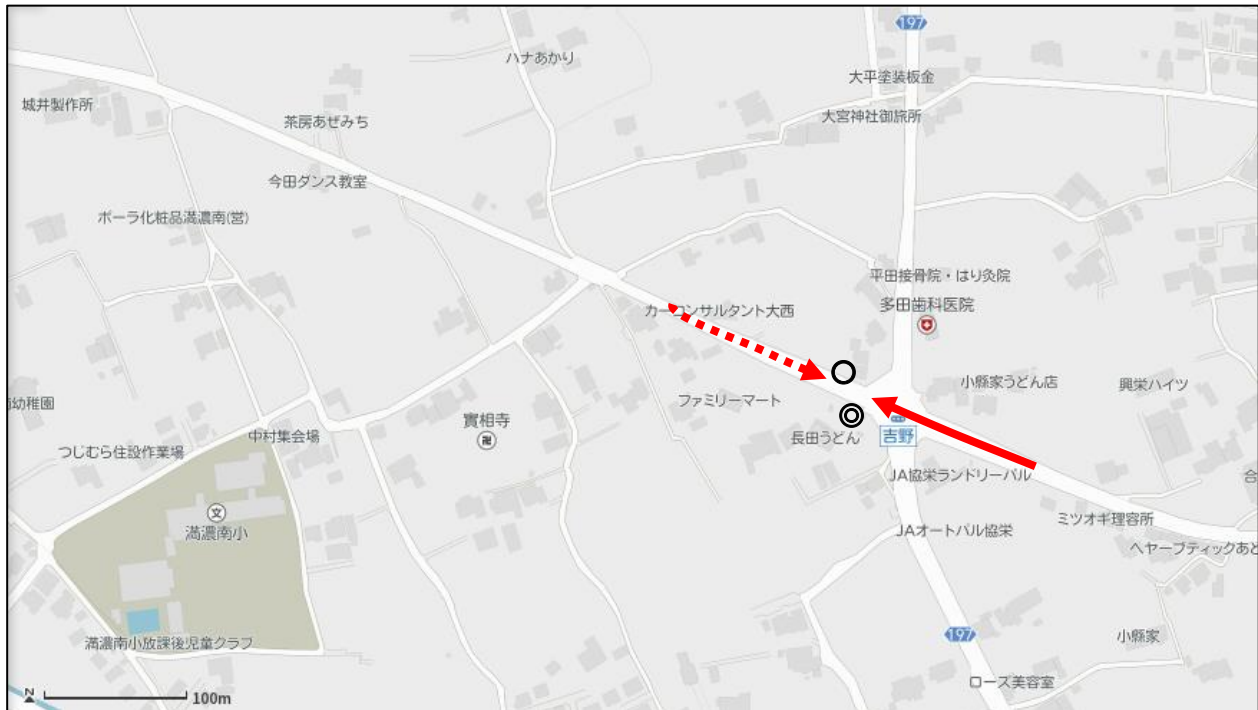 197
ハナあかり
大平塗装板金
城井製作所
大宮神社御旅所
茶房あぜみち
今田ダンス教室
ポーラ化粧品満濃南(営)
平田接骨院・はり灸院
カーコンサルタント大西
多田歯科医院
小縣家うどん店
興栄ハイツ
ファミリーマート
幼稚園
實相寺
卍
中村集会場
長田うどん
吉野
つじむら住設作業場
JA協栄ランドリーパル
合
文
満濃南小
ミツオギ理容所
JAオートパル協栄
ヘヤーブティックあと
満濃南小放課後児童クラブ
197
小縣家
ローズ美容室
N
100m